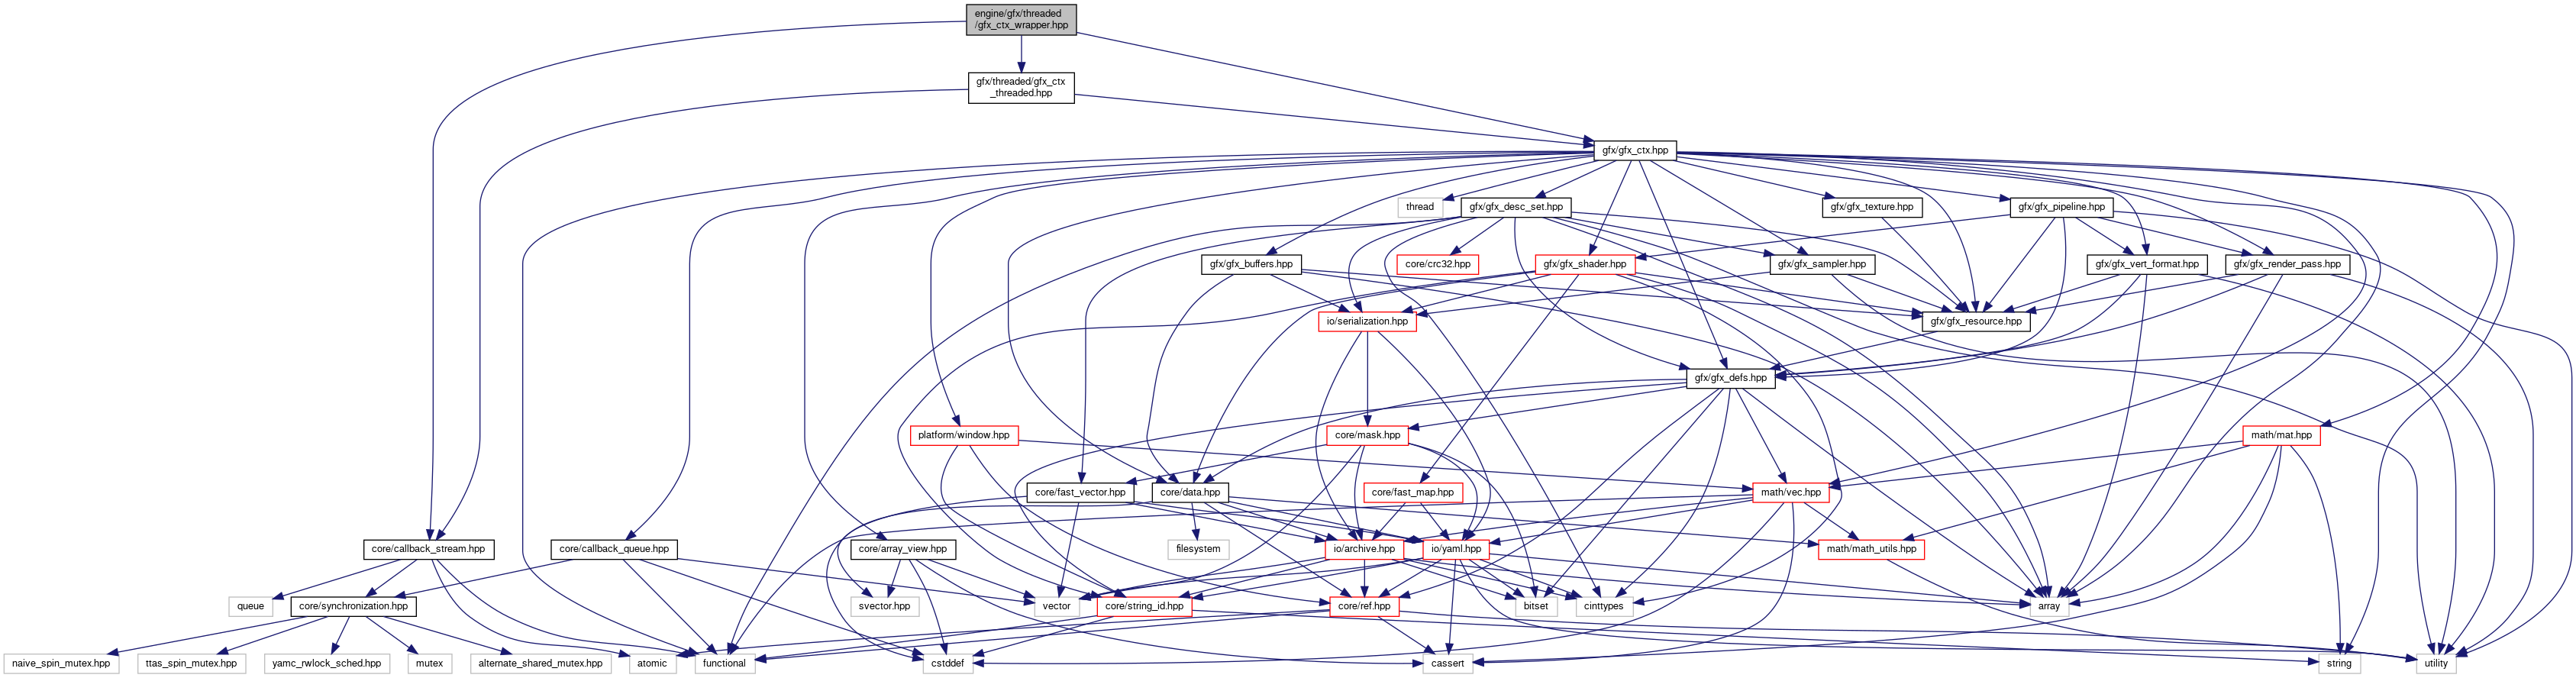 engine/gfx/threaded
/gfx_ctx_wrapper.hpp
gfx/threaded/gfx_ctx
_threaded.hpp
gfx/gfx_ctx.hpp
thread
gfx/gfx_desc_set.hpp
gfx/gfx_texture.hpp
gfx/gfx_pipeline.hpp
gfx/gfx_buffers.hpp
core/crc32.hpp
gfx/gfx_shader.hpp
gfx/gfx_sampler.hpp
gfx/gfx_vert_format.hpp
gfx/gfx_render_pass.hpp
io/serialization.hpp
gfx/gfx_resource.hpp
gfx/gfx_defs.hpp
platform/window.hpp
core/mask.hpp
math/mat.hpp
core/fast_vector.hpp
core/data.hpp
core/fast_map.hpp
math/vec.hpp
core/callback_stream.hpp
core/callback_queue.hpp
core/array_view.hpp
filesystem
io/archive.hpp
io/yaml.hpp
math/math_utils.hpp
queue
core/synchronization.hpp
svector.hpp
vector
core/string_id.hpp
core/ref.hpp
bitset
cinttypes
array
naive_spin_mutex.hpp
ttas_spin_mutex.hpp
yamc_rwlock_sched.hpp
mutex
alternate_shared_mutex.hpp
atomic
functional
cstddef
cassert
string
utility